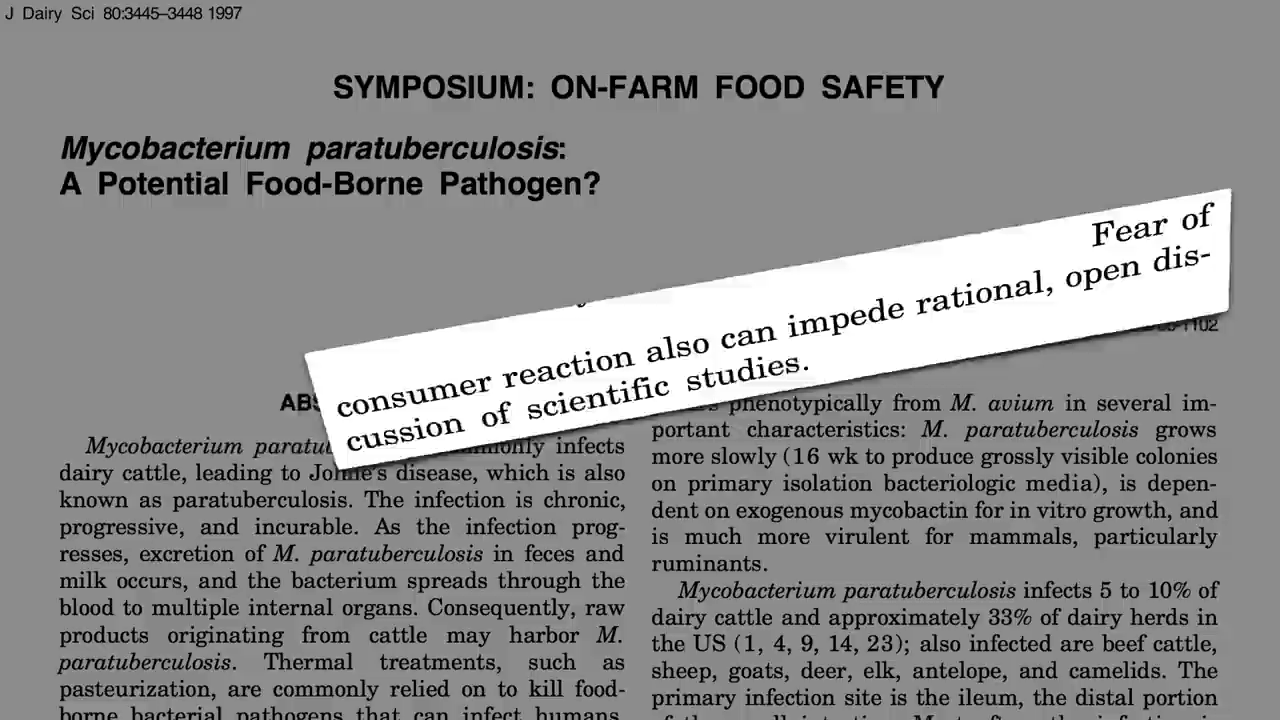 J Dairy Sci 80:3445–3448 1997
SYMPOSIUM: ON-FARM FOOD SAFETY
Mycobacterium paratuberculosis:
A Potential Food-Borne Pathogen?
Fear of
consumer reaction also can impede rational, open dis-
cussion of scientific studies.
1102
Mycobacterium infects
dairy cattle, leading to Johne's disease, which is also
known as paratuberculosis. The infection is chronic,
progressive, and incurable. As the infection prog-
resses, excretion of M. paratuberculosis in feces and
milk occurs, and the bacterium spreads through the
blood to multiple internal organs. Consequently, raw
products originating from cattle may harbor M.
paratuberculosis. Thermal treatments, such as
pasteurization, are commonly relied on to kill food-
borne bacterial pathogens that can infect humans.
phenotypically from M. avium in several im-
portant characteristics: M. paratuberculosis grows
more slowly (16 wk to produce grossly visible colonies
on primary isolation bacteriologic media), is depen-
dent on exogenous mycobactin for in vitro growth, and
is much more virulent for mammals, particularly
ruminants.
Mycobacterium paratuberculosis infects 5 to 10% of
dairy cattle and approximately 33% of dairy herds in
the US (1, 4, 9, 14, 23); also infected are beef cattle,
sheep, goats, deer, elk, antelope, and camelids. The
primary infection site is the ileum, the distal portion